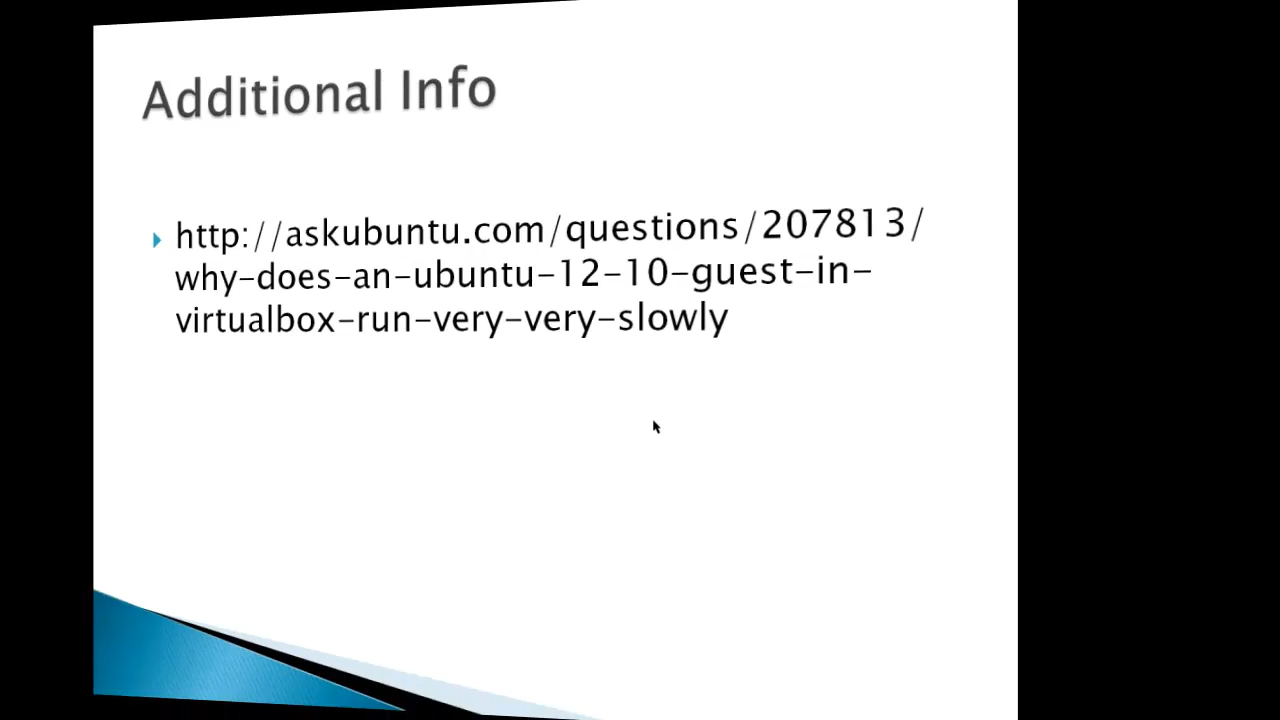 Additional Info
http://askubuntu.com/questions/207813/
why-does-an-ubuntu-12-10-guest-in-
virtualbox-run-very-very-slowly